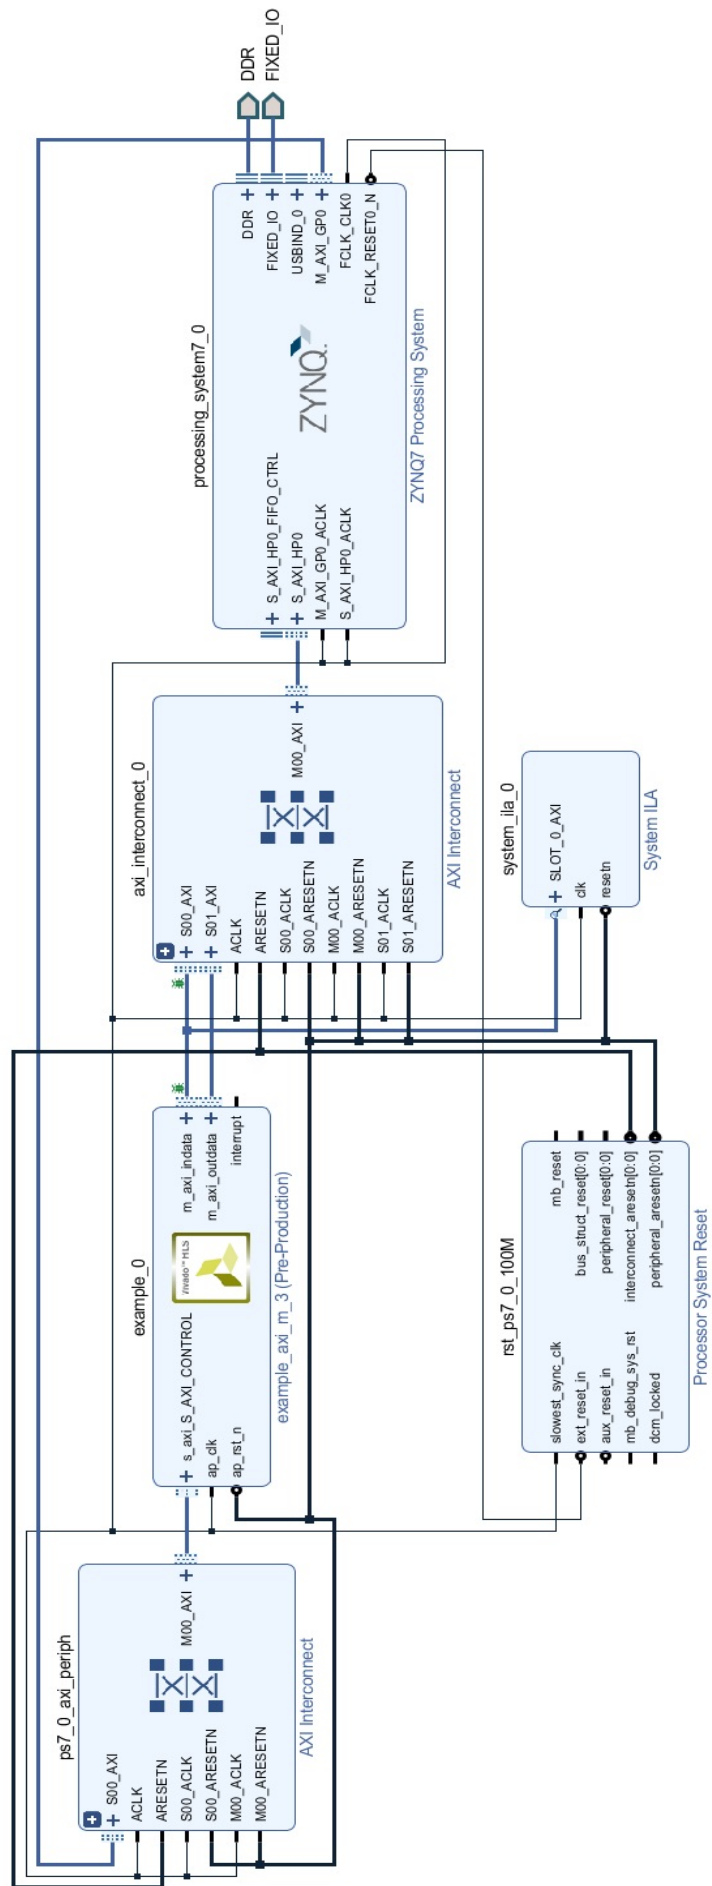 ps7_0_axi_periph
S00_AXI
ACLK
ARESETN
S00_ACLK
S00_ARESETN
M00_ACLK
M00_ARESETN
M00_AXI
AXI Interconnect
example_0
s_axi_S_AXI_CONTROL
ap_clk
ap_rst_n
Vivado™ HLS
m_axi_indata
m_axi_outdata
interrupt
example_axi_m_3 (Pre-Production)
rst_ps7_0_100M
slowest_sync_clk
ext_reset_in
aux_reset_in
mb_debug_sys_rst
dcm_locked
mb_reset
bus_struct_reset[0:0]
peripheral_reset[0:0]
interconnect_aresetn[0:0]
peripheral_aresetn[0:0]
Processor System Reset
axi_interconnect_0
S00_AXI
S01_AXI
ACLK
ARESETN
S00_ACLK
S00_ARESETN
M00_ACLK
M00_ARESETN
S01_ACLK
S01_ARESETN
M00_AXI
AXI Interconnect
system_ila_0
SLOT_0_AXI
clk
resetn
System ILA
processing_system7_0
S_AXI_HP0_FIFO_CTRL
S_AXI_HP0
M_AXI_GP0_ACLK
S_AXI_HP0_ACLK
ZYNQ.
DDR
FIXED_IO
USBIND_0
M_AXI_GP0
FCLK_CLK0
FCLK_RESET0_N
ZYNQ7 Processing System
DDR
FIXED_IO